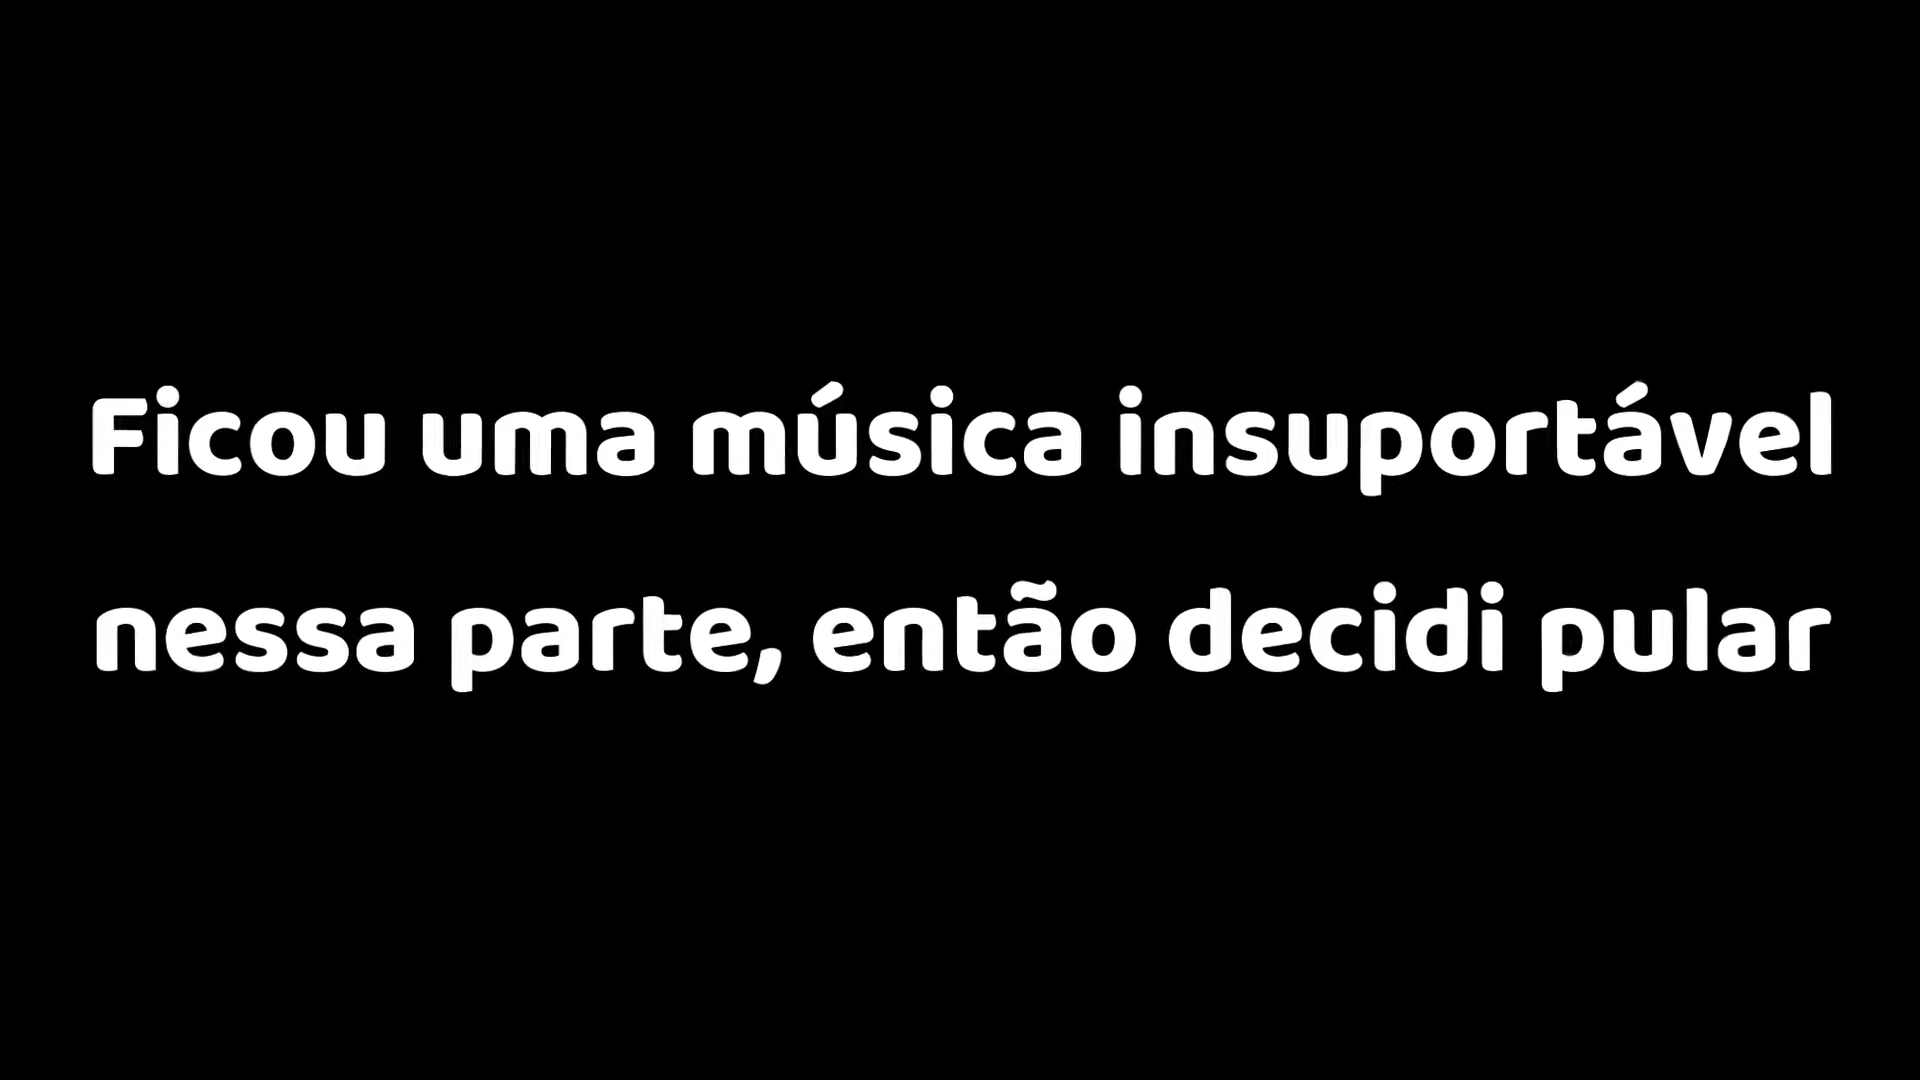 Ficou uma música insuportável
nessa parte, então decidi pular